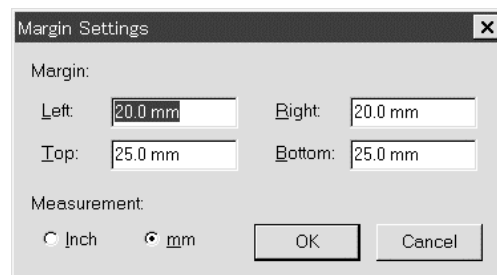 Margin Settings
Margin:
Left: 20.0 mm Right: 20.0 mm
Top: 25.0 mm Bottom: 25.0 mm
Measurement:
Inch mm OK Cancel